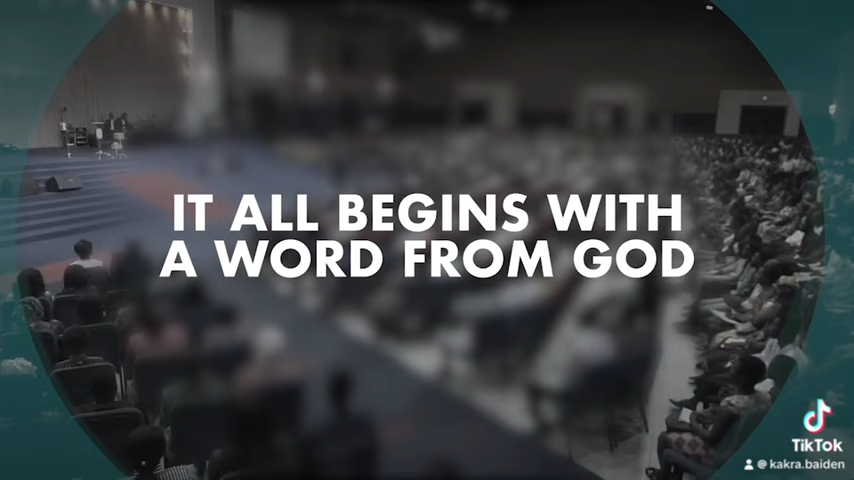 IT ALL BEGINS WITH
A WORD FROM GOD
TikTok
@ kakra.baiden